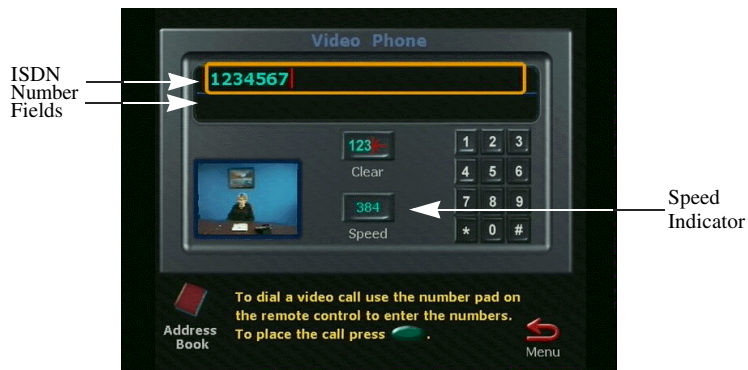 Video Phone
ISDN
Number
Fields
1234567
123
Clear
384
Speed
1 2 3
4 5 6
7 8 9
* 0 #
Speed
Indicator
Address
Book
To dial a video call use the number pad on
the remote control to enter the numbers.
To place the call press .
Menu